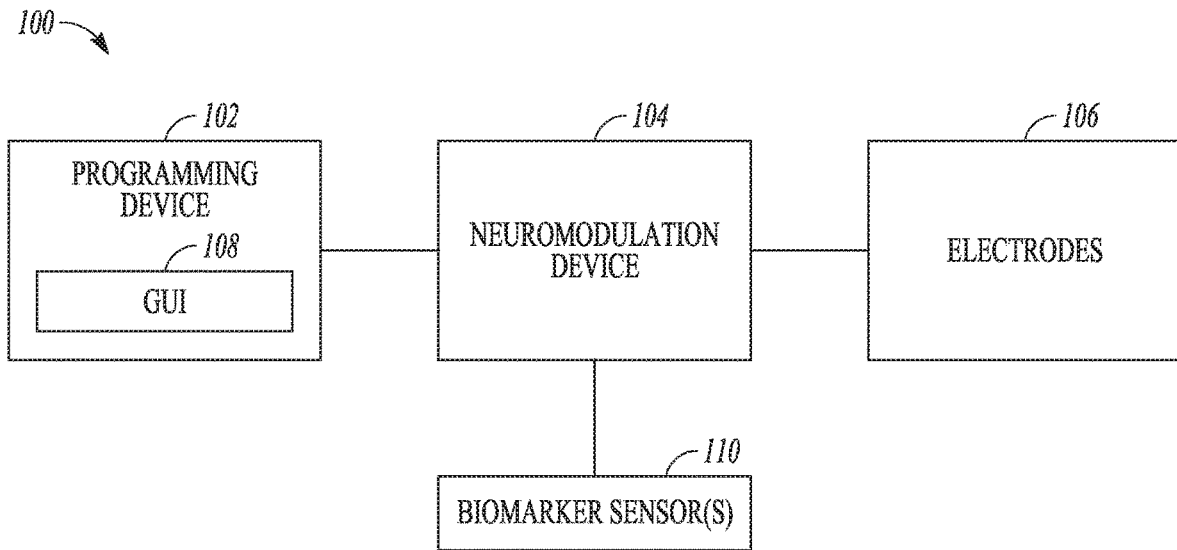 100
102
104
106
PROGRAMMING
DEVICE
108
GUI
NEUROMODULATION
DEVICE
ELECTRODES
110
BIOMARKER SENSOR(S)